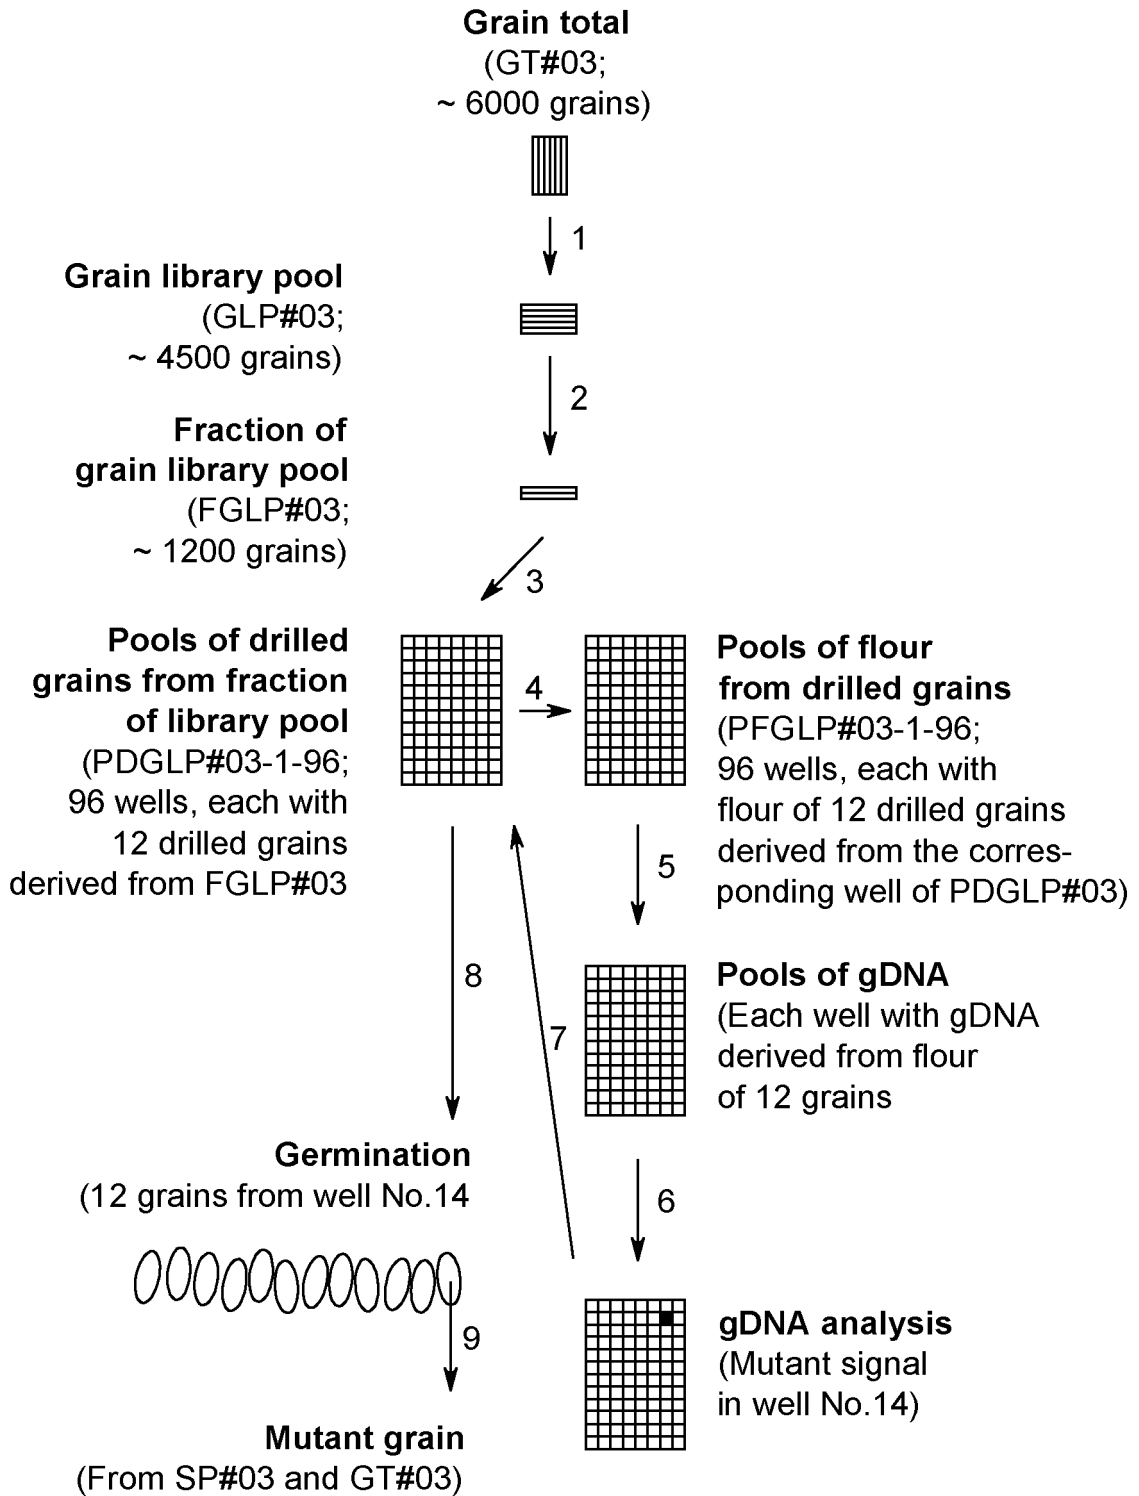 Grain total
(GT#03;
~ 6000 grains)
1
Grain library pool
(GLP#03;
~ 4500 grains)
2
Fraction of
grain library pool
(FGLP#03;
~ 1200 grains)
3
Pools of drilled
grains from fraction
of library pool
(PDGLP#03-1-96;
96 wells, each with
12 drilled grains
derived from FGLP#03
4
Pools of flour
from drilled grains
(PFGLP#03-1-96;
96 wells, each with
flour of 12 drilled grains
derived from the corres-
ponding well of PDGLP#03)
5
Pools of gDNA
(Each well with gDNA
derived from flour
of 12 grains
6
7
8
gDNA analysis
(Mutant signal
in well No.14)
Germination
(12 grains from well No.14
9
Mutant grain
(From SP#03 and GT#03)